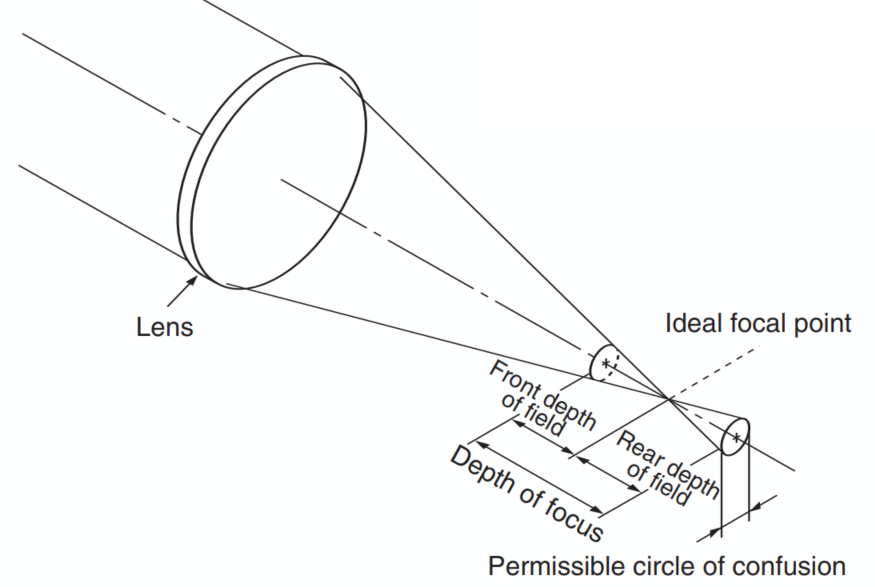 Lens
Ideal focal point
Front depth
of field
Rear depth
of field
Depth of focus
Permissible circle of confusion